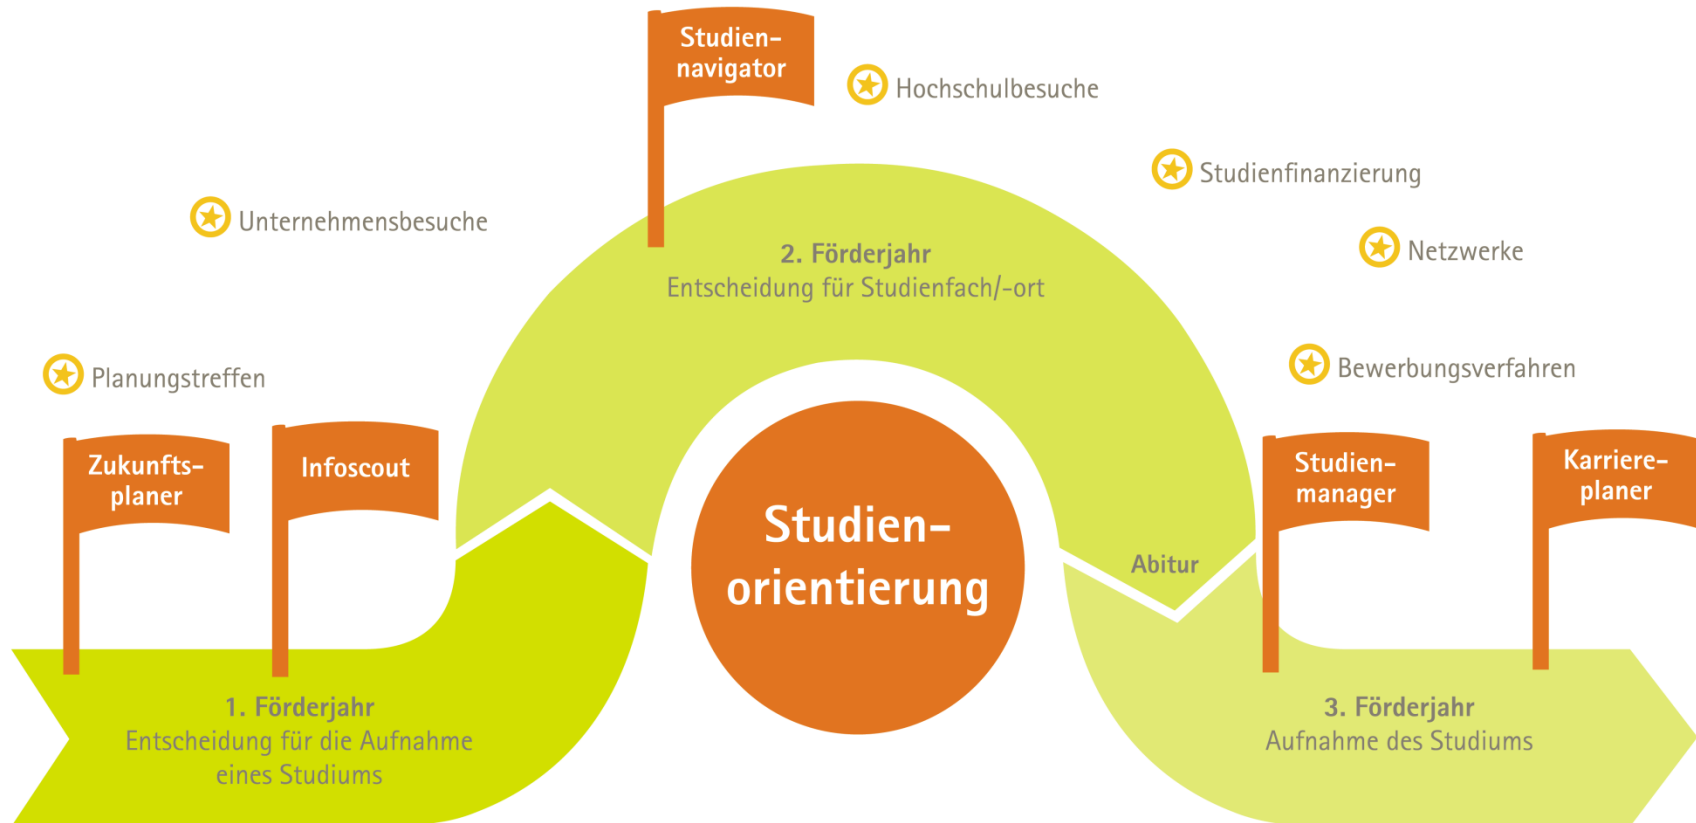 Studien-
navigator
Hochschulbesuche
Studienfinanzierung
Unternehmensbesuche
Netzwerke
2. Förderjahr
Entscheidung für Studienfach/-ort
Planungstreffen
Bewerbungsverfahren
Zukunfts-
planer
Infoscout
Studien-
manager
Karriere-
planer
Studien-
orientierung
Abitur
1. Förderjahr
Entscheidung für die Aufnahme
eines Studiums
3. Förderjahr
Aufnahme des Studiums